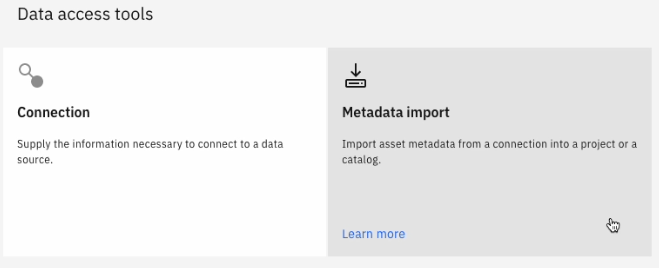 Data access tools
Connection
Supply the information necessary to connect to a data
source.
Metadata import
Import asset metadata from a connection into a project or a
catalog.
Learn more